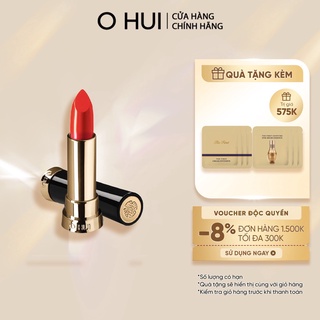 O HUI
CỬA HÀNG
CHÍNH HÃNG
QUÀ TẶNG KÈM
Trị giá
575K
VOUCHER ĐỘC QUYỀN
-8%
ĐƠN HÀNG 1.500K
TỐI ĐA 300K
SỬ DỤNG NGAY
*Số lượng có hạn
*Quà tặng sẽ hiển thị cùng với giỏ hàng
*Kiểm tra giỏ hàng trước khi thanh toán